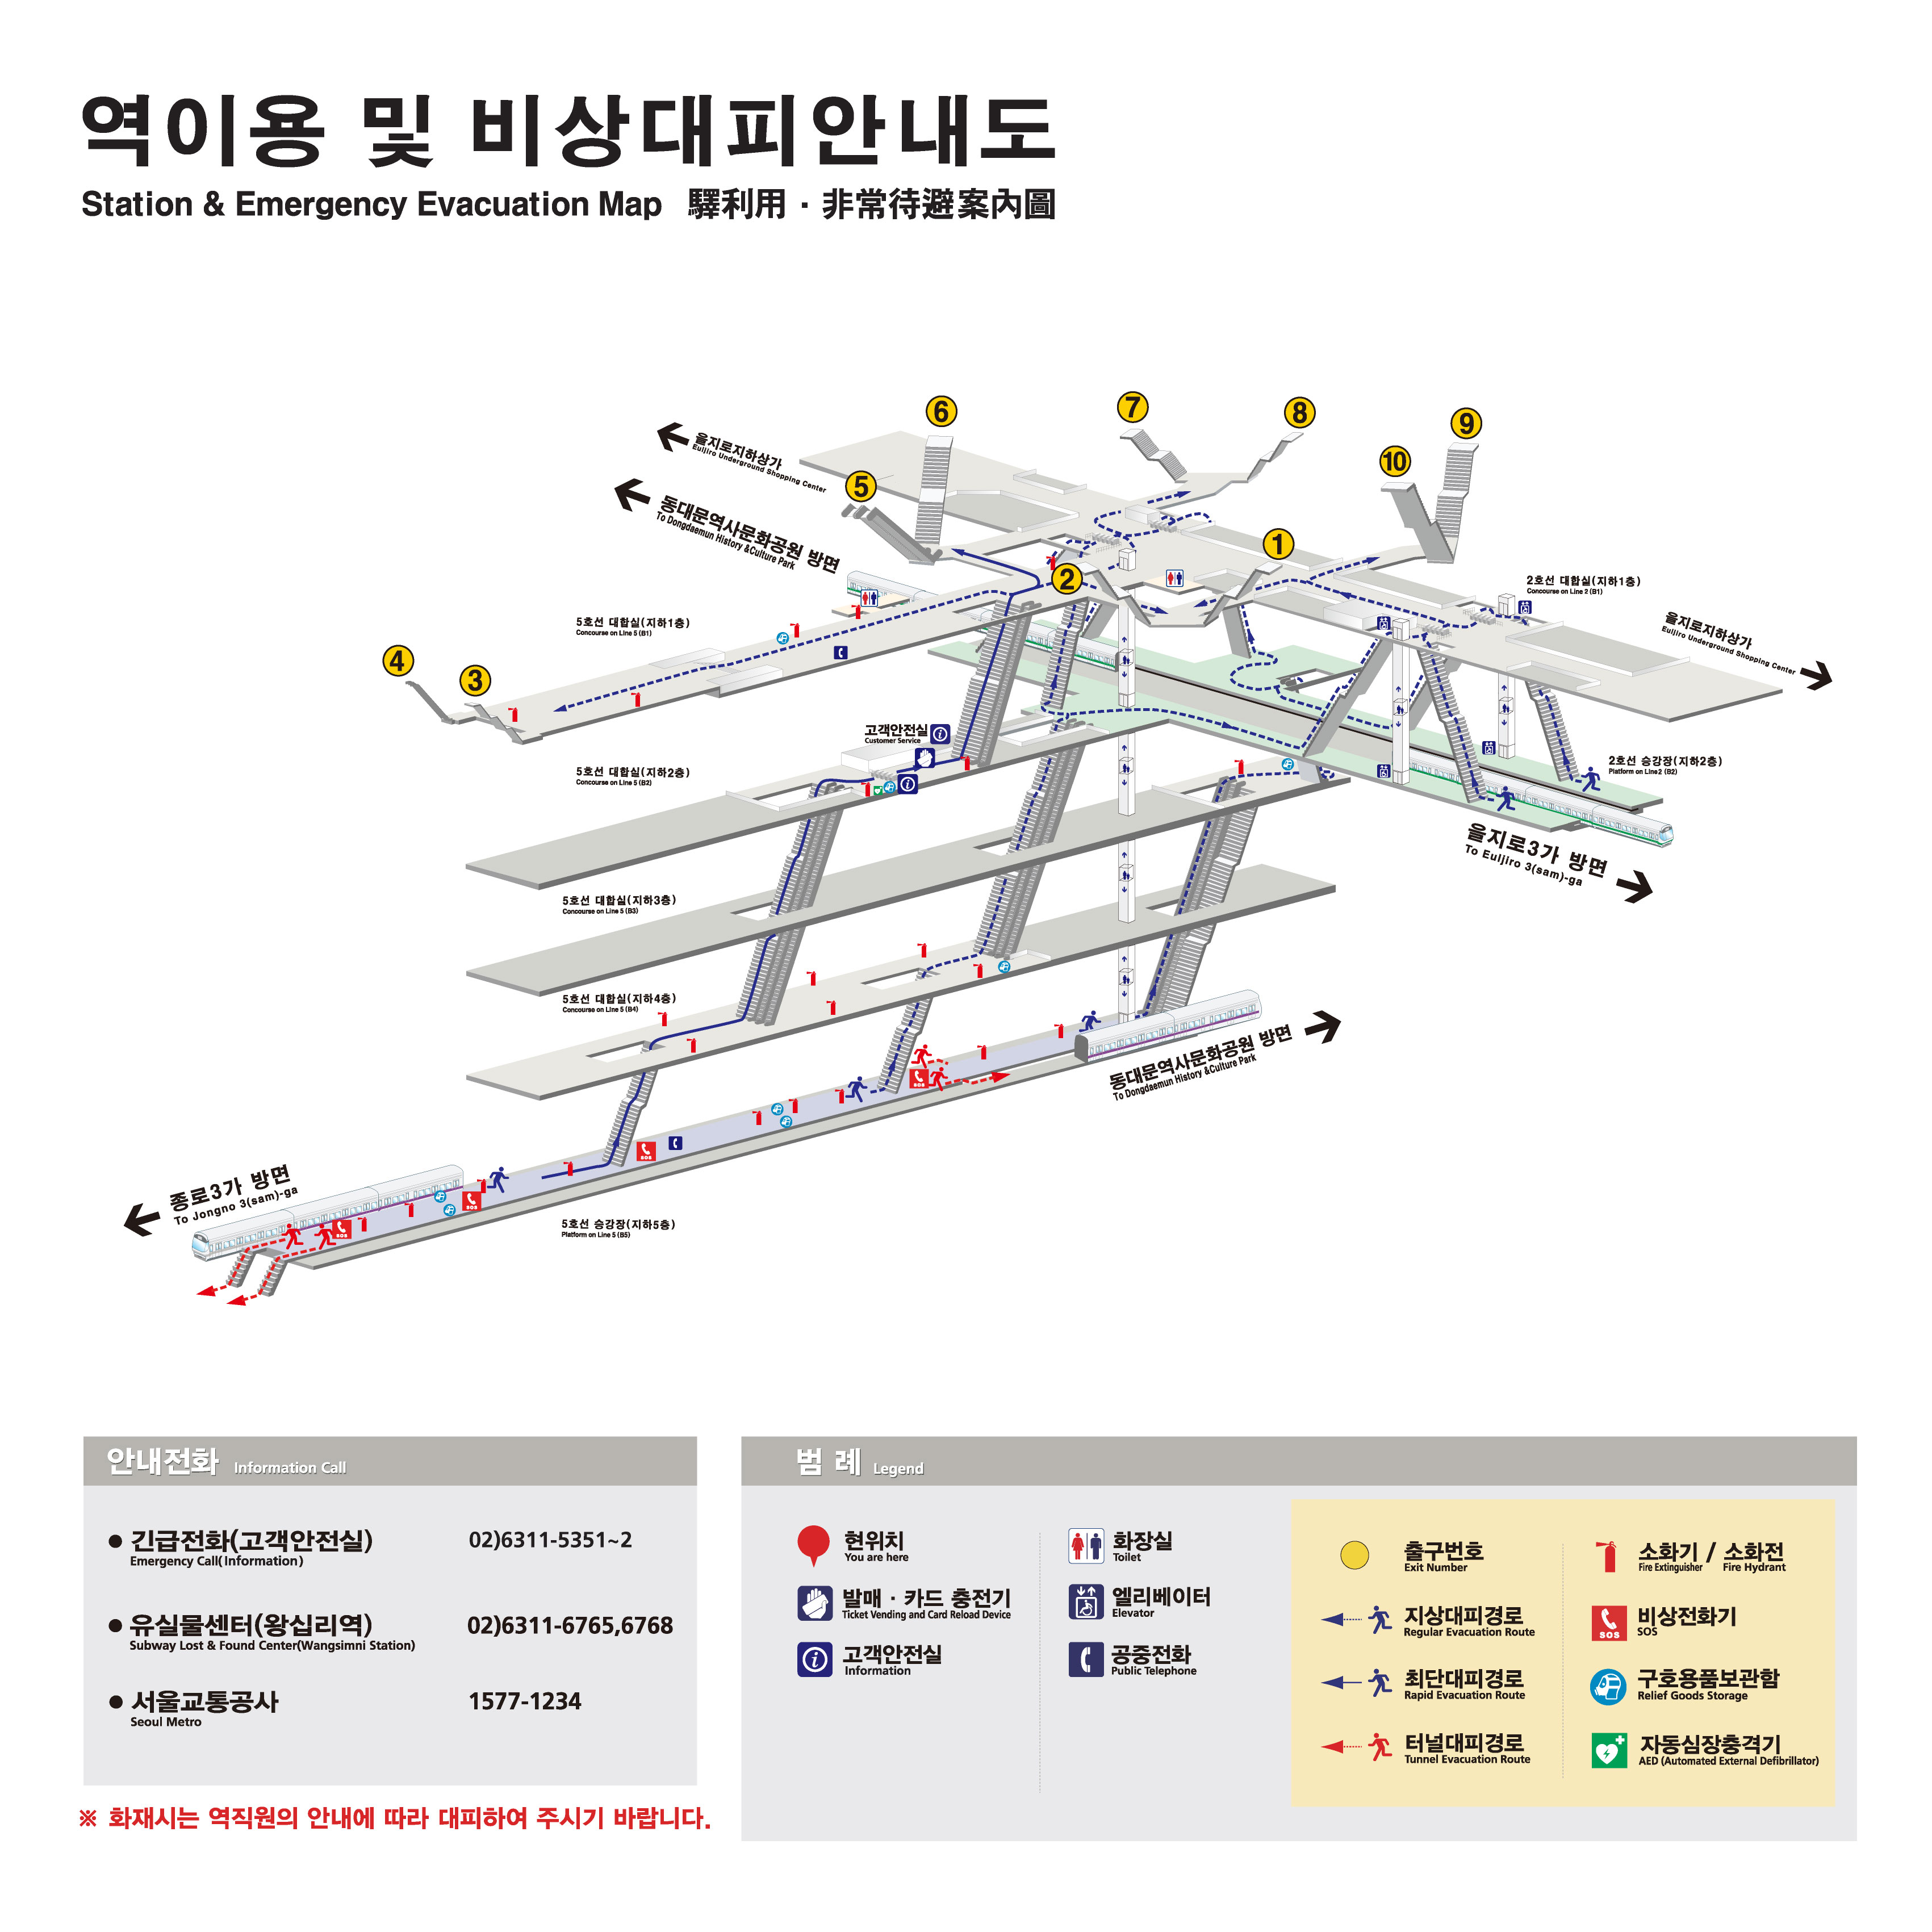 역이용 및 비상대피안내도
Station & Emergency Evacuation Map 驛利用 · 非常待避案內圖
6
7
8
9
10
5
1
2
4
3
을지로지하상가
Euljiro Underground Shopping Center
동대문역사문화공원 방면
To Dongdaemun History &Culture Park
2호선 대합실(지하1층)
Concourse on Line 2 (B1)
을지로지하상가
Euljiro Underground Shopping Center
5호선 대합실(지하1층)
Concourse on Line 5 (B1)
고객안전실
Customer Service
5호선 대합실(지하2층)
Concourse on Line 5 (B2)
2호선 승강장(지하2층)
Platform on Line2 (B2)
을지로3가 방면
To Euljiro 3(sam)-ga
5호선 대합실(지하3층)
Concourse on Line 5 (B3)
5호선 대합실(지하4층)
Concourse on Line 5 (B4)
동대문역사문화공원 방면
To Dongdaemun History &Culture Park
SOS
SOS
SOS
SOS
종로3가 방면
To Jongno 3(sam)-ga
5호선 승강장(지하5층)
Platform on Line 5 (B5)
안내전화 Information Call
긴급전화(고객안전실) 02)6311-5351~2
Emergency Call(Information)
유실물센터(왕십리역) 02)6311-6765,6768
Subway Lost & Found Center(Wangsimni Station)
서울교통공사 1577-1234
Seoul Metro
※ 화재시는 역직원의 안내에 따라 대피하여 주시기 바랍니다.
범 례 Legend
현위치
You are here
발매 · 카드 충전기
Ticket Vending and Card Reload Device
고객안전실
Information
화장실
Toilet
엘리베이터
Elevator
공중전화
Public Telephone
출구번호
Exit Number
지상대피경로
Regular Evacuation Route
최단대피경로
Rapid Evacuation Route
터널대피경로
Tunnel Evacuation Route
소화기 / 소화전
Fire Extinguisher Fire Hydrant
SOS
비상전화기
SOS
구호용품보관함
Relief Goods Storage
자동심장충격기
AED (Automated External Defibrillator)